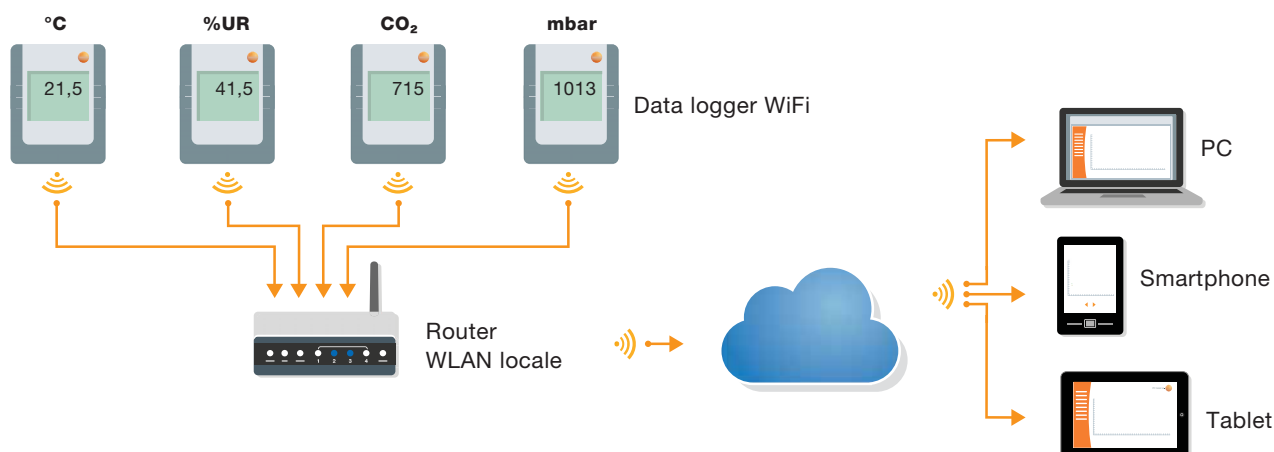 °C
%UR
CO₂
mbar
21,5
41,5
715
1013
Data logger WiFi
PC
Smartphone
Router
WLAN locale
1 2 3 4
Tablet